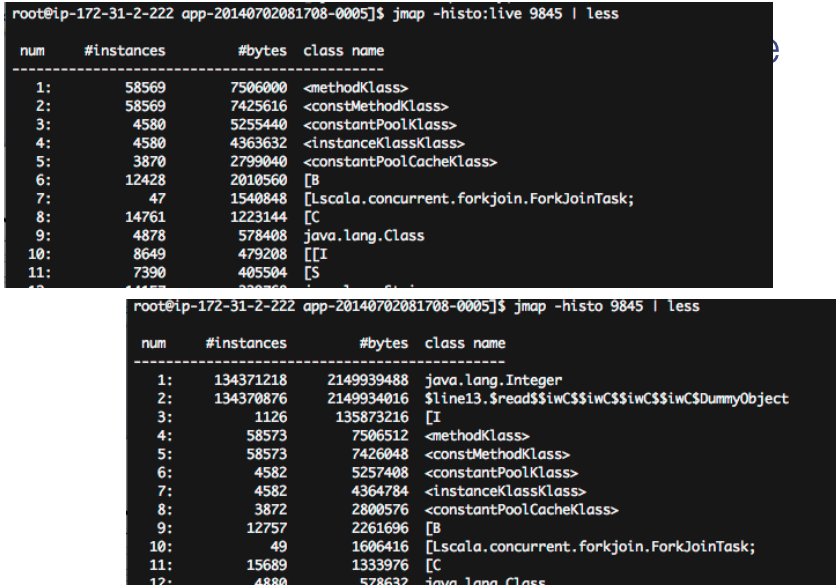 root@ip-172-31-2-222 app-20140702081708-0005]$ jmap -histo:live 9845 | less
num #instances #bytes class name
----------------------------------------------
1: 58569 7506000 <methodKlass>
2: 58569 7425616 <constMethodKlass>
3: 4580 5255440 <constantPoolKlass>
4: 4580 4363632 <instanceKlassKlass>
5: 3870 2799040 <constantPoolCacheKlass>
6: 12428 2010560 [B
7: 47 1540848 [Lscala.concurrent.forkjoin.ForkJoinTask;
8: 14761 1223144 [C
9: 4878 578408 java.lang.Class
10: 8649 479208 [[I
11: 7390 405504 [S
root@ip-172-31-2-222 app-20140702081708-0005]$ jmap -histo 9845 | less
num #instances #bytes class name
----------------------------------------------
1: 134371218 2149939488 java.lang.Integer
2: 134370876 2149934016 $line13.$read$$iwC$$iwC$$iwC$$iwC$DummyObject
3: 1126 135873216 [I
4: 58573 7506512 <methodKlass>
5: 58573 7426048 <constMethodKlass>
6: 4582 5257408 <constantPoolKlass>
7: 4582 4364784 <instanceKlassKlass>
8: 3872 2800576 <constantPoolCacheKlass>
9: 12757 2261696 [B
10: 49 1606416 [Lscala.concurrent.forkjoin.ForkJoinTask;
11: 15689 1333976 [C
12: 4880 578632 java.lang.Class